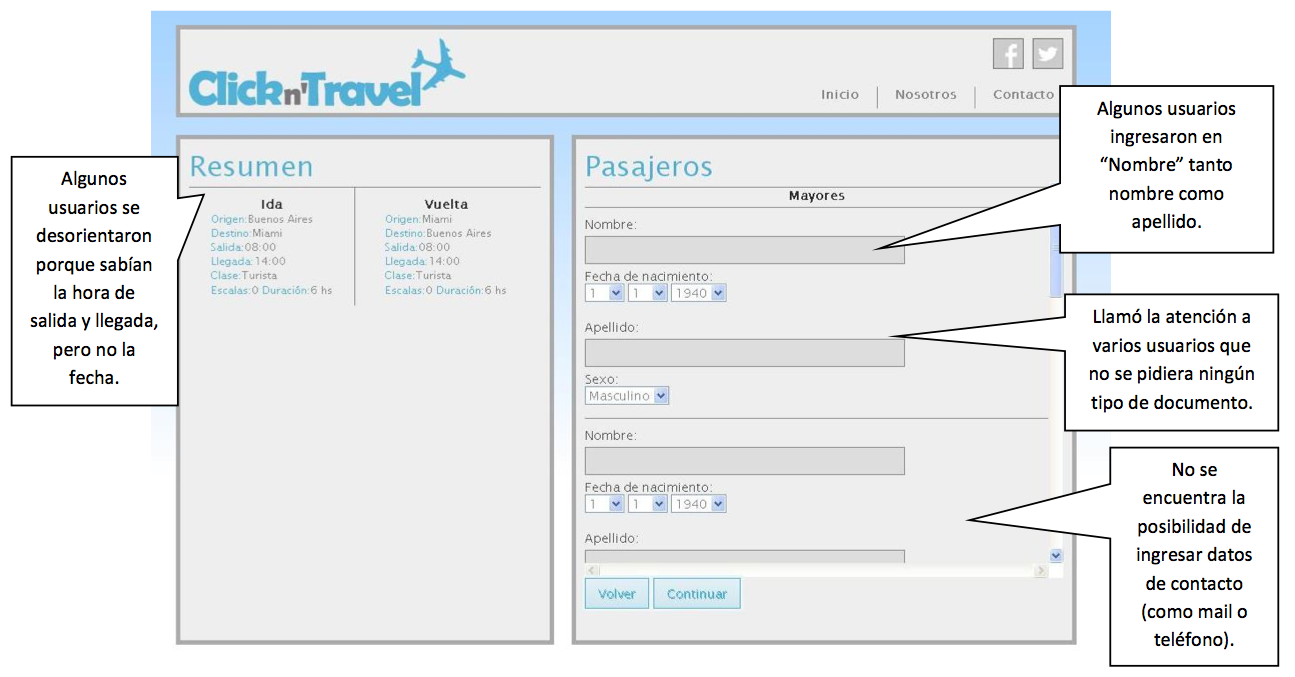 Click n' Travel
Inicio
Nosotros
Contacto
Algunos
usuarios se
desorientaron
porque sabían
la hora de
salida y llegada,
pero no la
fecha.
Resumen
Ida
Origen:Buenos Aires
Destino:Miami
Salida:08:00
Llegada:14:00
Clase:Turista
Escalas:0 Duración:6 hs
Vuelta
Origen:Miami
Destino:Buenos Aires
Salida:08:00
Llegada:14:00
Clase:Turista
Escalas:0 Duración:6 hs
Pasajeros
Mayores
Nombre:
Fecha de nacimiento:
1 1 1940
Apellido:
Sexo:
Masculino
Nombre:
Fecha de nacimiento:
1 1 1940
Apellido:
Volver
Continuar
Algunos usuarios
ingresaron en
“Nombre” tanto
nombre como
apellido.
Llamó la atención a
varios usuarios que
no se pidiera ningún
tipo de documento.
No se
encuentra la
posibilidad de
ingresar datos
de contacto
(como mail o
teléfono).